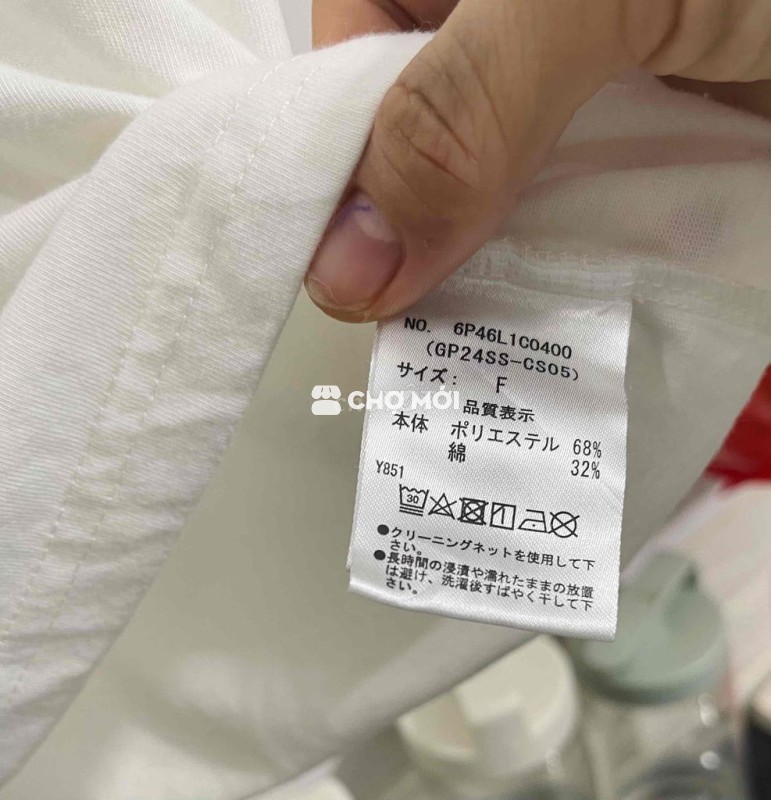 NO. 6P46L1C0400
(GP24SS-CS05)
サイズ: F
CHỢ MỚI
品質表示
本体 ポリエステル 68%
綿 32%
Y851
30
●クリーニングネットを使用して下
さい。
●長時間の浸漬や濡れたままの放置
は避け、洗濯後すばやく干して下
さい。